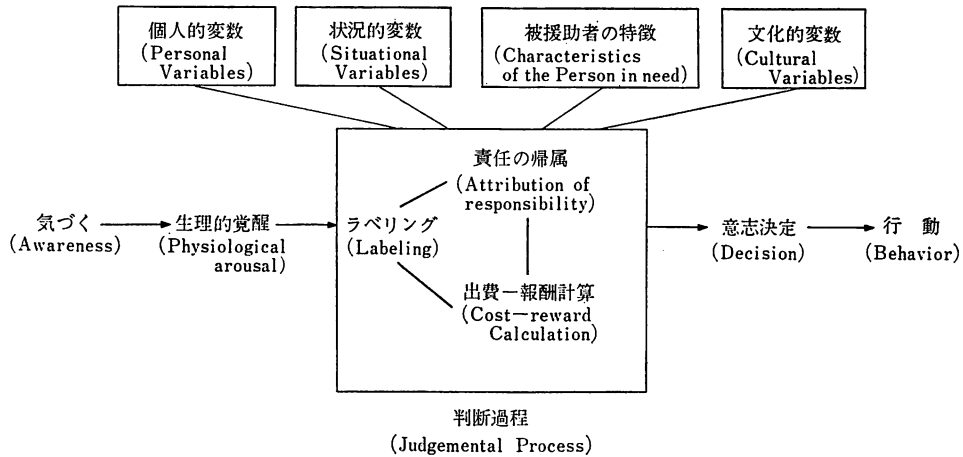 個人的変数
(Personal
Variables)
状況的変数
(Situational
Variables)
被援助者の特徴
(Characteristics
of the Person in need)
文化的変数
(Cultural
Variables)
気づく
(Awareness)
生理的覚醒
(Physiological
arousal)
ラベリング
(Labeling)
責任の帰属
(Attribution of
responsibility)
出費ー報酬計算
(Cost—reward
Calculation)
意志決定
(Decision)
行 動
(Behavior)
判断過程
(Judgemental Process)